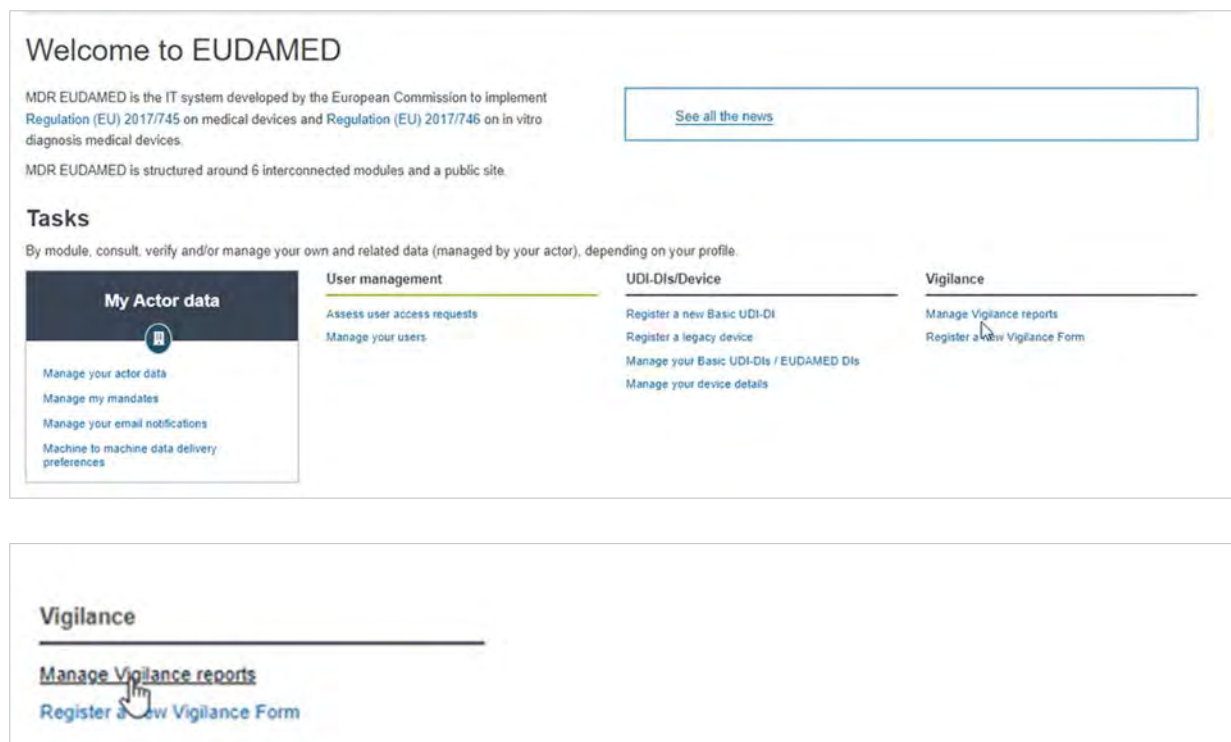 Welcome to EUDAMED
MDR EUDAMED is the IT system developed by the European Commission to implement
Regulation (EU) 2017/745 on medical devices and Regulation (EU) 2017/746 on in vitro
diagnosis medical devices.
MDR EUDAMED is structured around 6 interconnected modules and a public site.
See all the news
Tasks
By module, consult, verify and/or manage your own and related data (managed by your actor), depending on your profile.
My Actor data
Manage your actor data
Manage my mandates
Manage your email notifications
Machine to machine data delivery
preferences
User management
Assess user access requests
Manage your users
UDI-DIs/Device
Register a new Basic UDI-DI
Register a legacy device
Manage your Basic UDI-DIs / EUDAMED DIs
Manage your device details
Vigilance
Manage Vigilance reports
Register a new Vigilance Form
Vigilance
Manage Vigilance reports
Register a new Vigilance Form